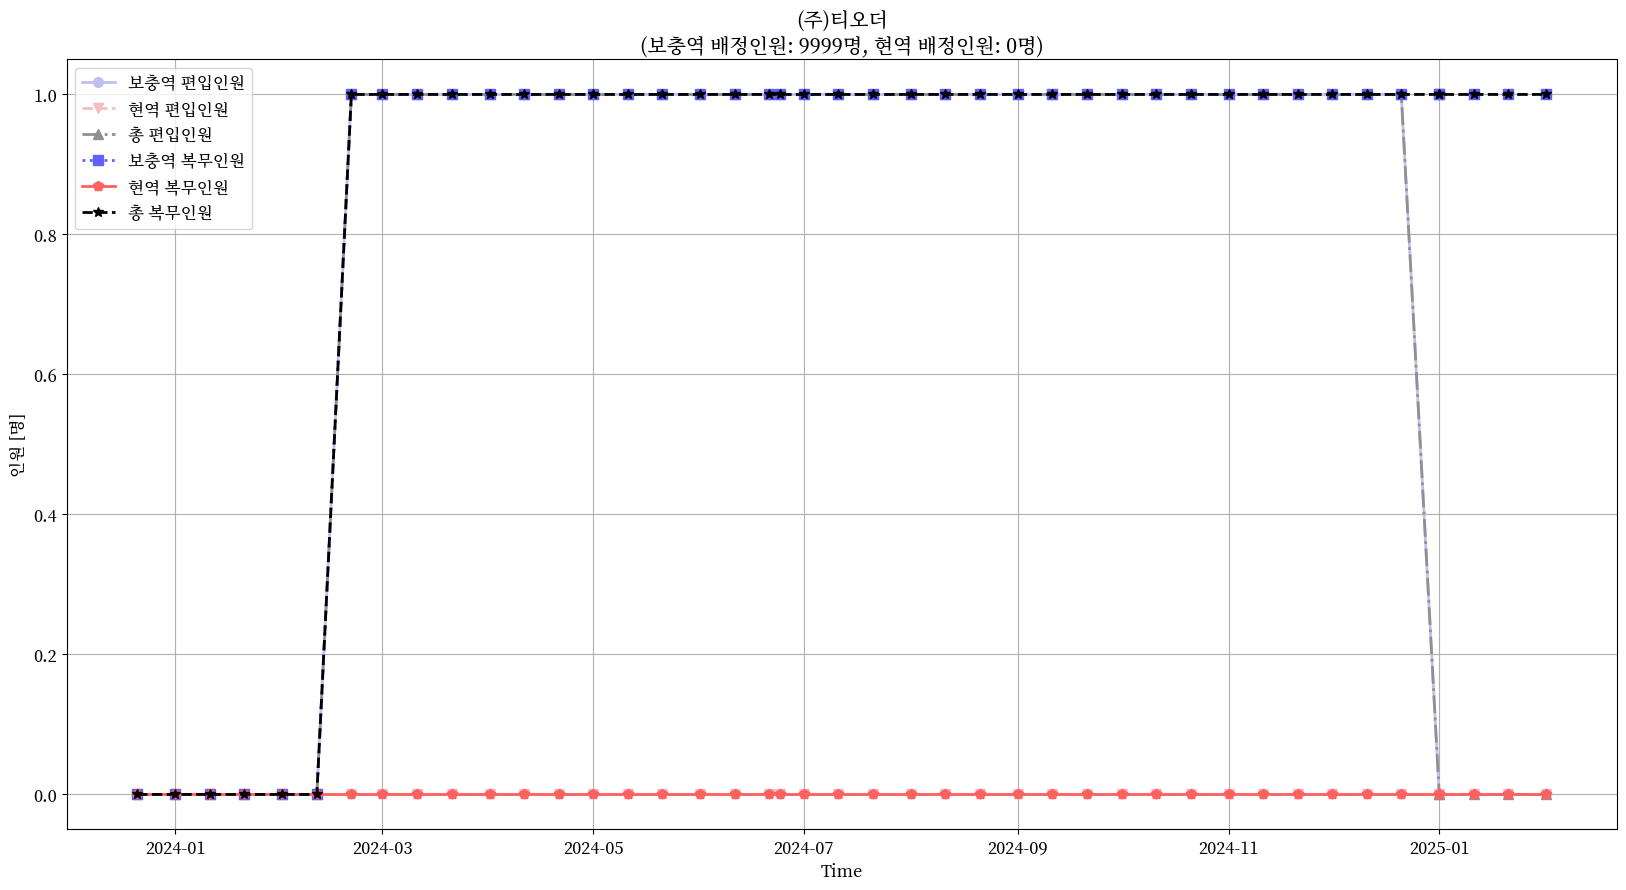 (주)티오더
(보충역 배정인원: 9999명, 현역 배정인원: 0명)
보충역 편입인원
현역 편입인원
총 편입인원
보충역 복무인원
현역 복무인원
총 복무인원
1.0
0.8
0.6
0.4
0.2
0.0
인원 [명]
2024-01
2024-03
2024-05
2024-07
2024-09
2024-11
2025-01
Time